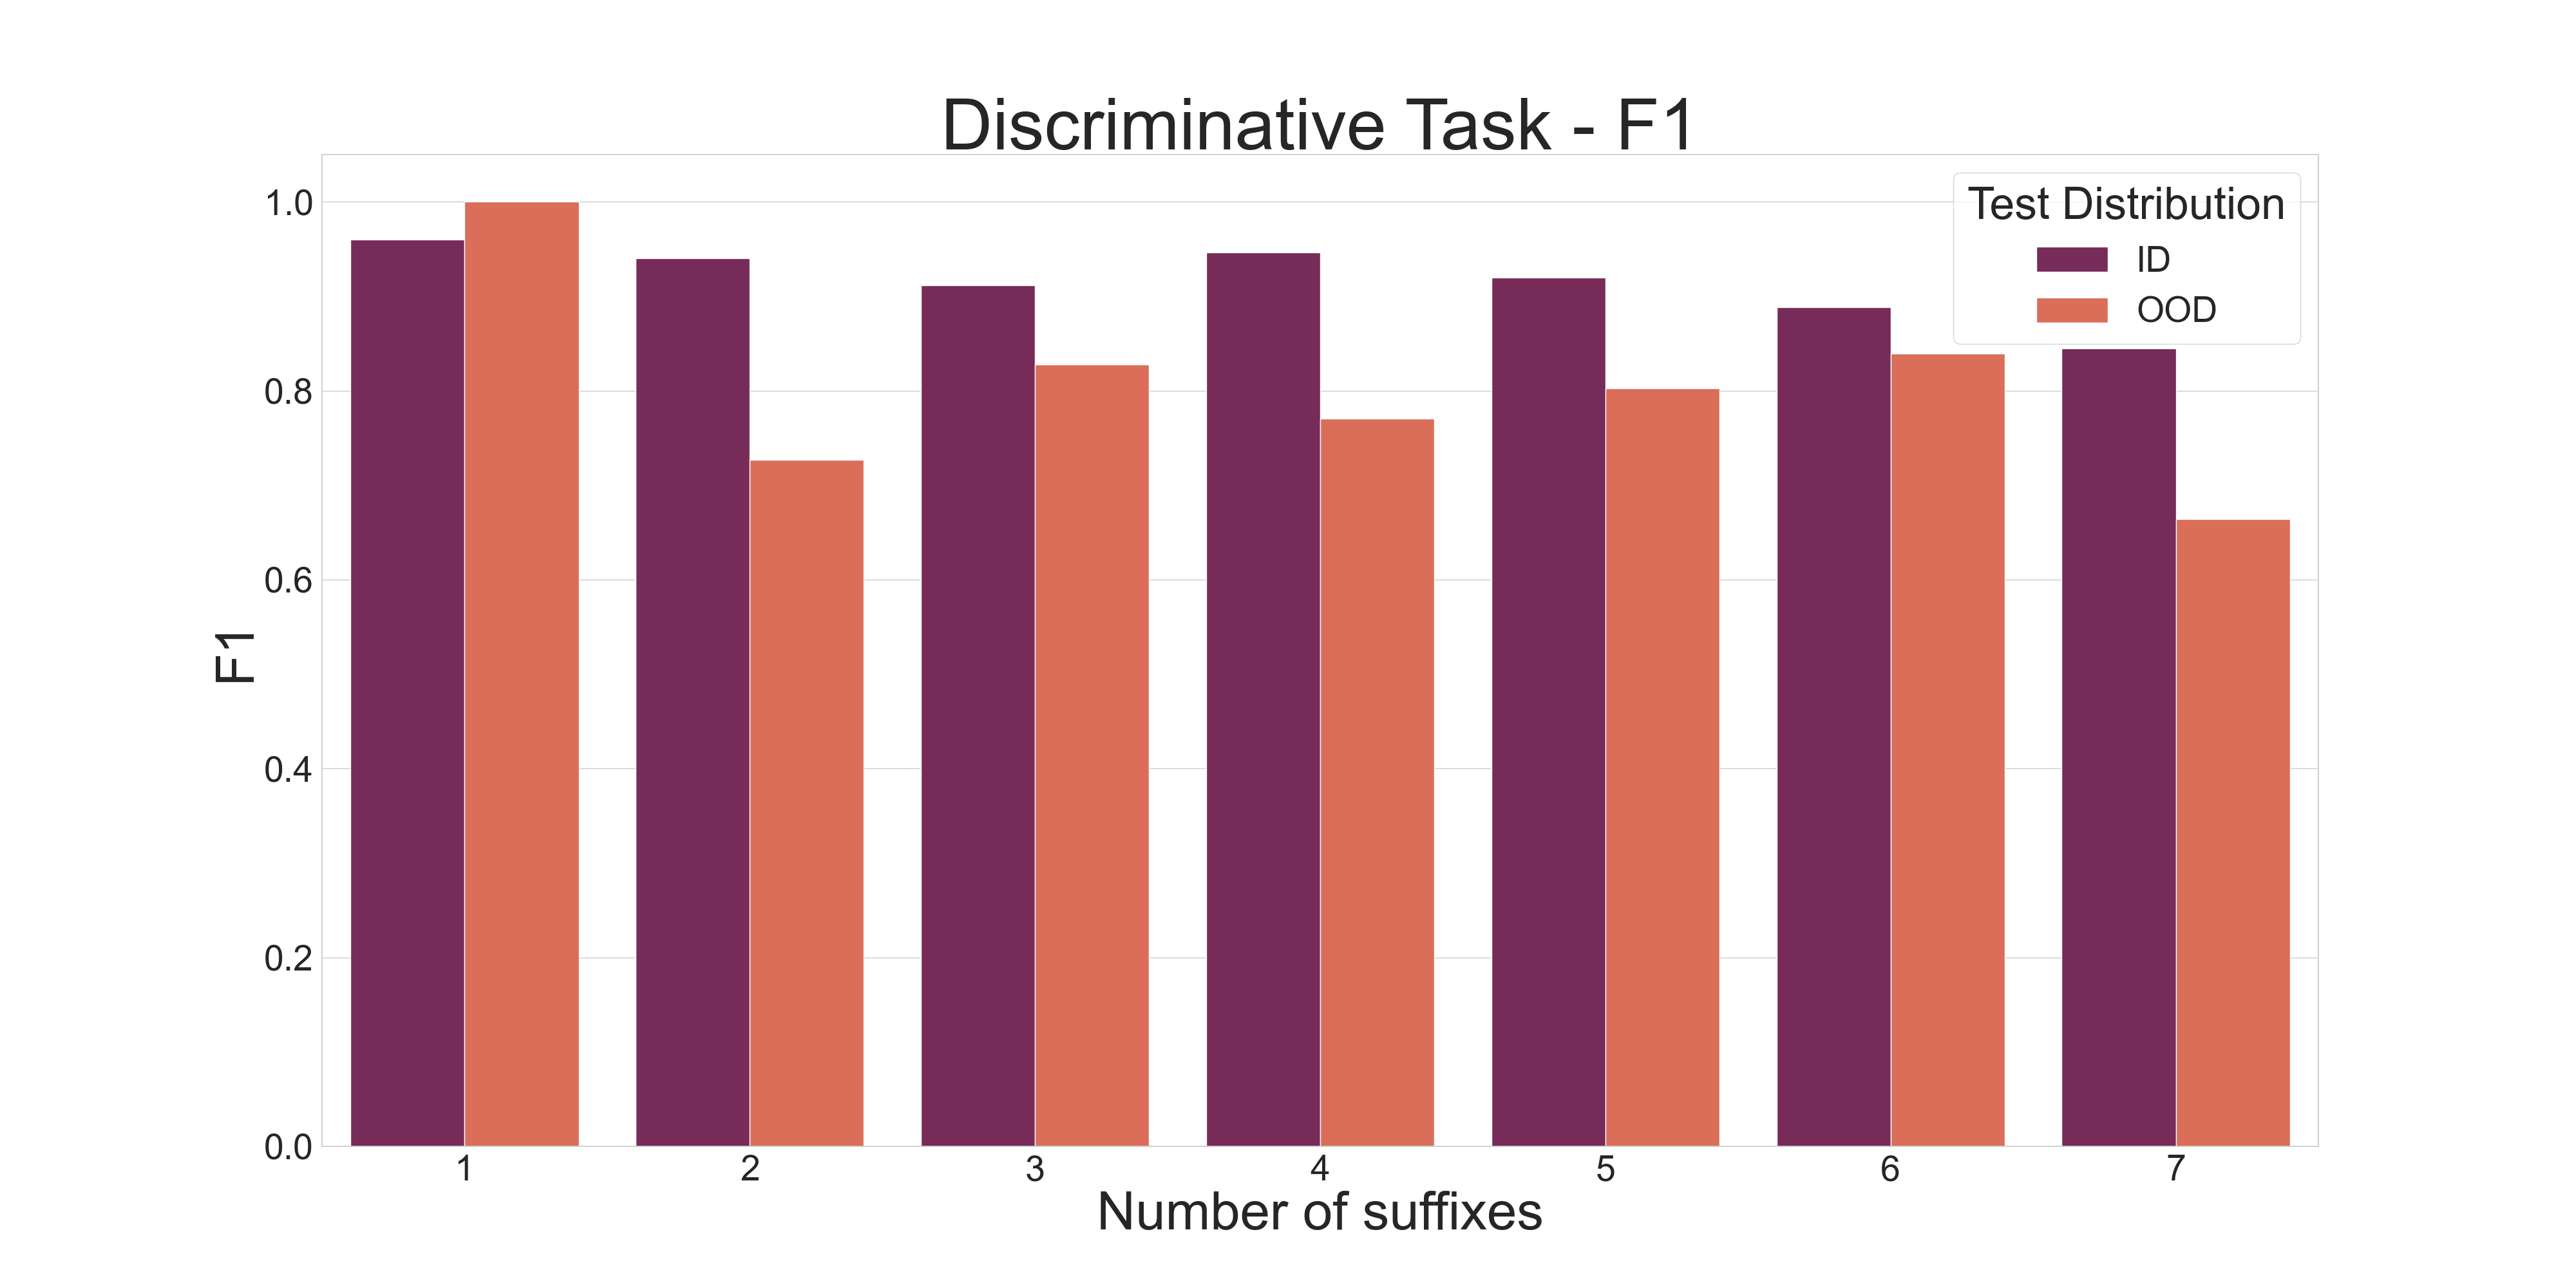 Discriminative Task - F1
Test Distribution
ID
OOD
F1
1.0
0.8
0.6
0.4
0.2
0.0
1 2 3 4 5 6 7
Number of suffixes